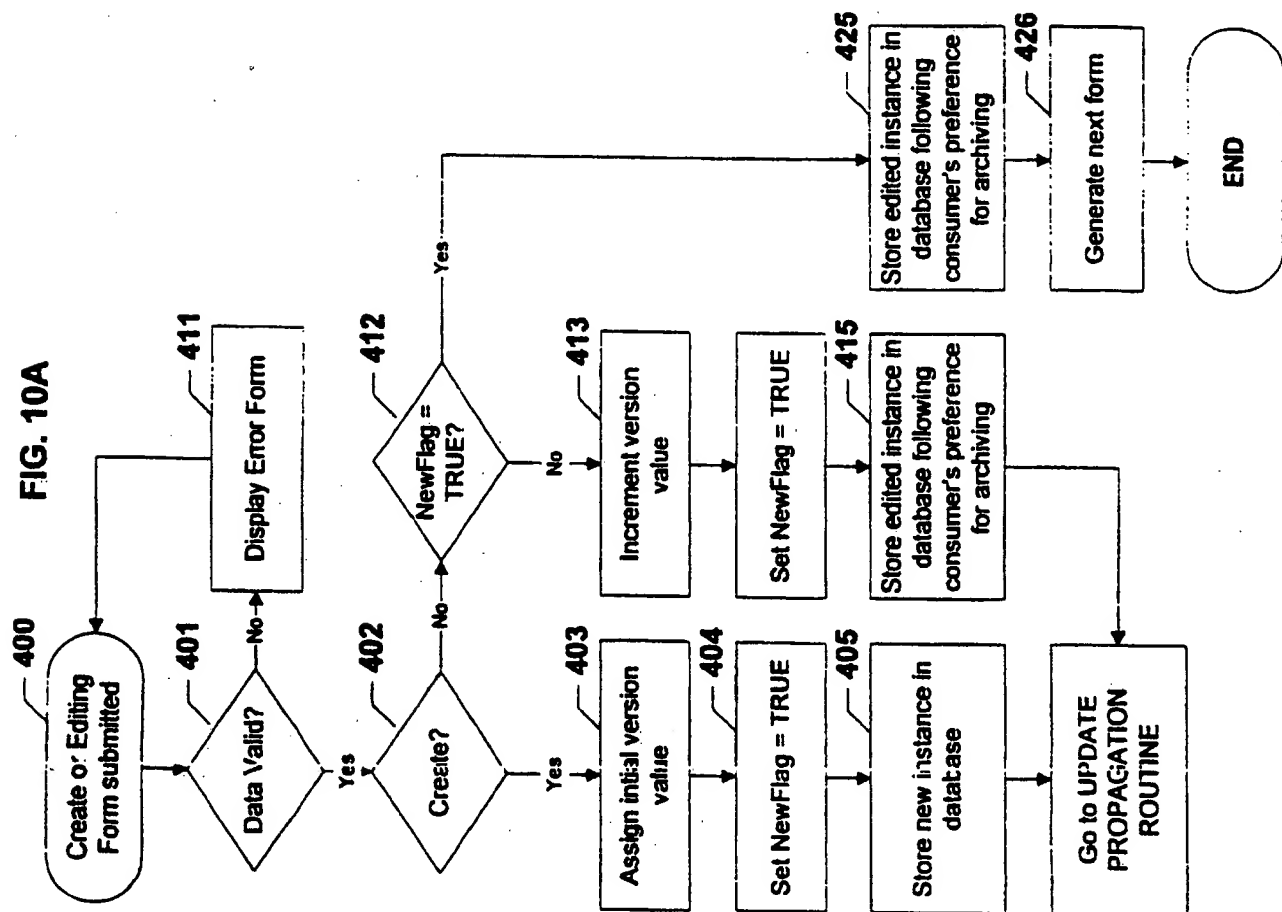 FIG. 10A
400
Create or Editing
Form submitted
401
Data Valid?
No
Yes
411
Display Error Form
402
Create?
No
Yes
412
NewFlag =
TRUE?
Yes
No
403
Assign initial version
value
404
Set NewFlag = TRUE
405
Store new instance in
database
Go to UPDATE
PROPAGATION
ROUTINE
413
Increment version
value
Set NewFlag = TRUE
415
Store edited instance in
database following
consumer's preference
for archiving
425
Store edited instance in
database following
consumer's preference
for archiving
426
Generate next form
END